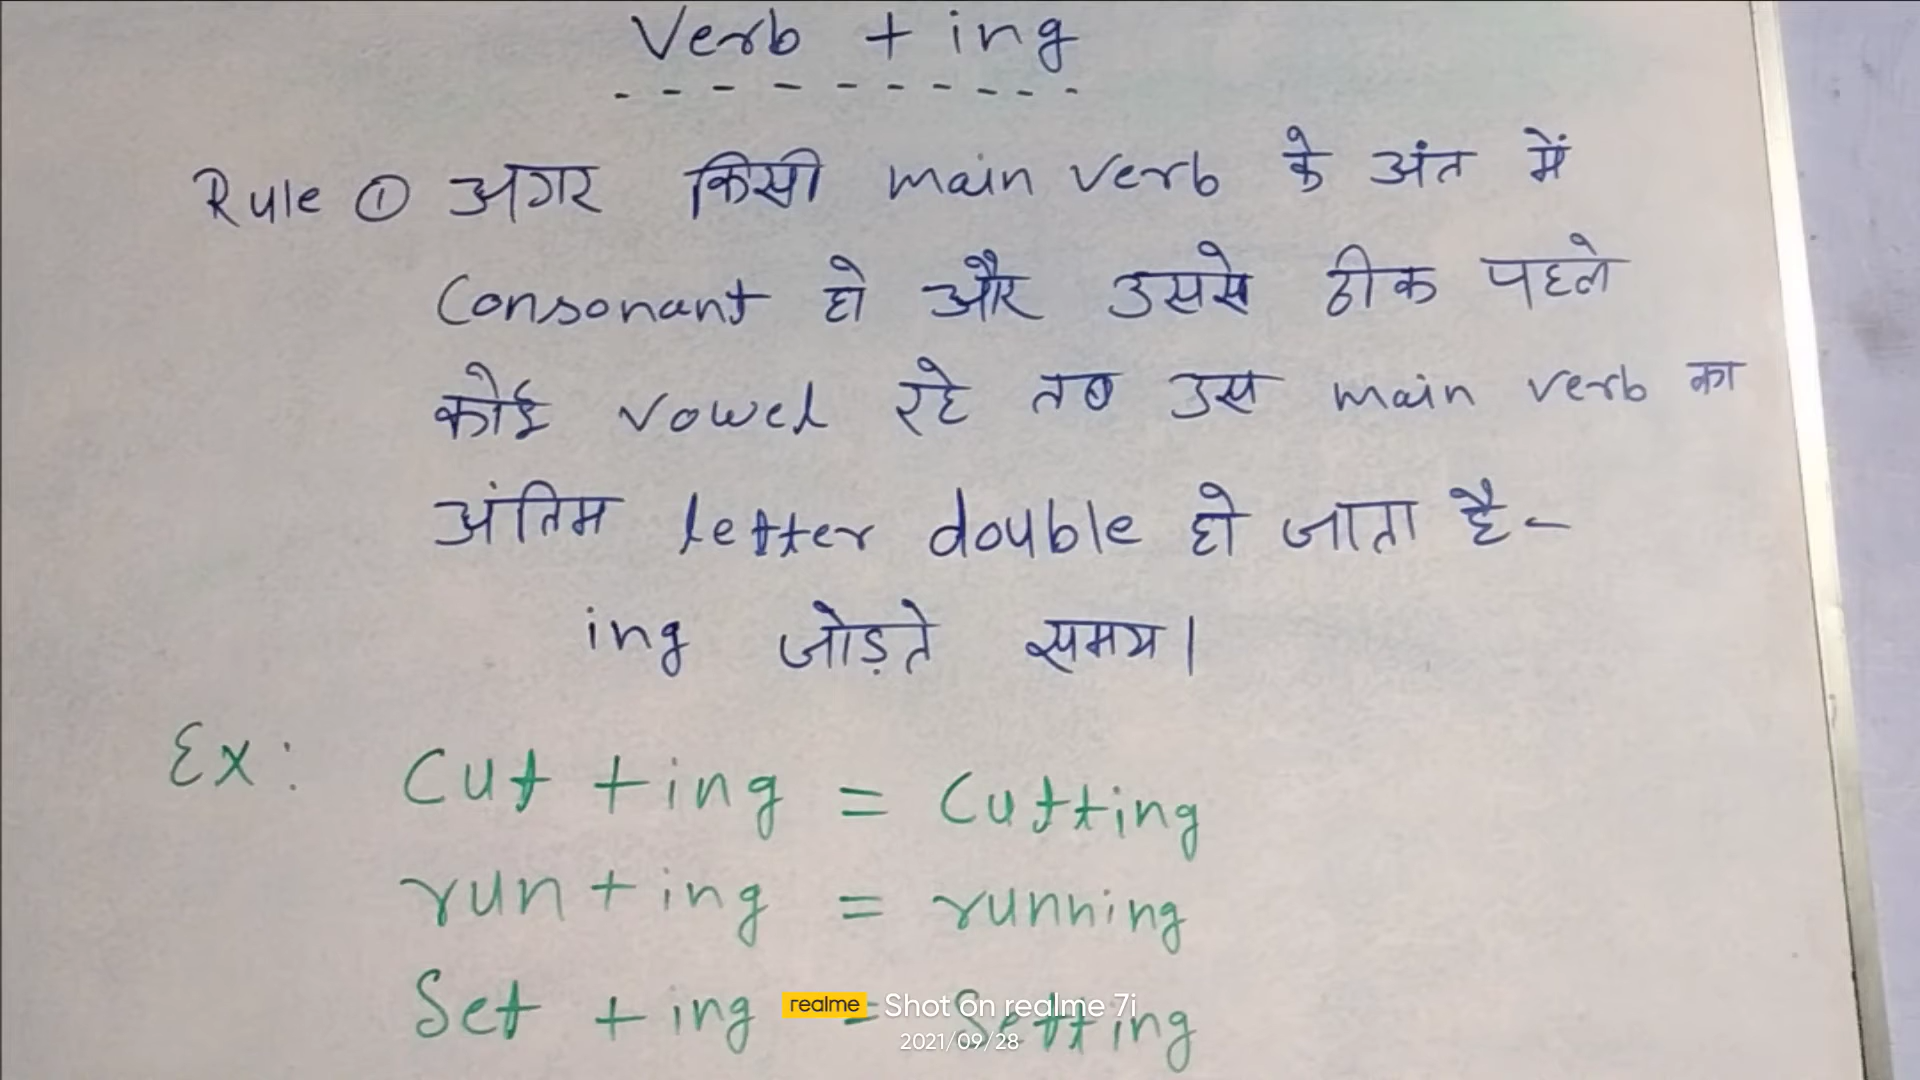 Verb + ing
Rule ① अगर किसी main verb के अंत में
Consonant हो और उससे ठीक पहले
कोई vowel रहे तब उस main verb का
अंतिम letter double हो जाता है-
ing जोड़ते समय।
Ex: Cut + ing = Cutting
run + ing = running
Set + ing = Setting
realme Shot on realme 7i
2021/09/28